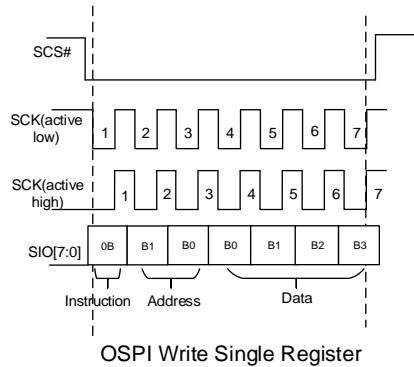 SCS#
SCK(active
low)
1 2 3 4 5 6 7
SCK(active
high)
1 2 3 4 5 6 7
SIO[7:0]
0B B1 B0 B0 B1 B2 B3
Instruction Address Data
OSPI Write Single Register